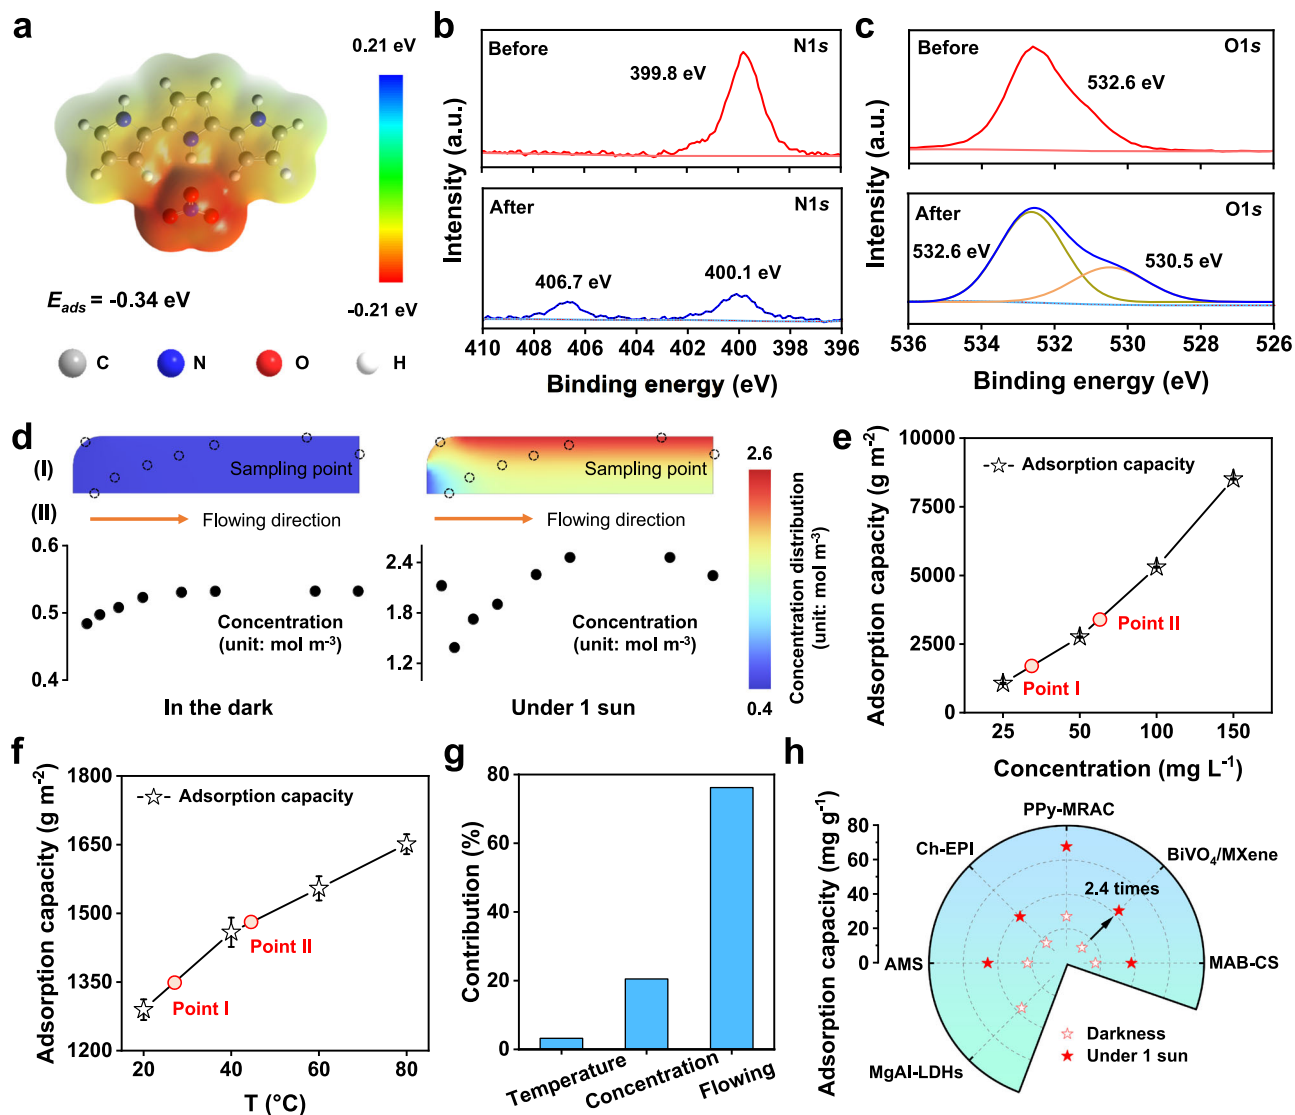 a
0.21 eV
-0.21 eV
E_ads = -0.34 eV
C N O H
b
Before N1s
399.8 eV
After N1s
406.7 eV 400.1 eV
Intensity (a.u.)
410 408 406 404 402 400 398 396
Binding energy (eV)
c
Before O1s
532.6 eV
After O1s
532.6 eV 530.5 eV
Intensity (a.u.)
536 534 532 530 528 526
Binding energy (eV)
d
(I)
Sampling point
Sampling point
(II)
Flowing direction
Flowing direction
2.6
0.4
Concentration distribution
(unit: mol m⁻³)
0.6
0.5
0.4
Concentration
(unit: mol m⁻³)
In the dark
2.4
1.8
1.2
Concentration
(unit: mol m⁻³)
Under 1 sun
e
Adsorption capacity (g m⁻²)
10000
7500
5000
2500
0
Adsorption capacity
Point II
Point I
25 50 100 150
Concentration (mg L⁻¹)
f
Adsorption capacity (g m⁻²)
1800
1650
1500
1350
1200
Adsorption capacity
Point II
Point I
20 40 60 80
T (°C)
g
Contribution (%)
80
60
40
20
0
Temperature Concentration Flowing
h
Adsorption capacity (mg g⁻¹)
80
60
40
20
0
PPy-MRAC
Ch-EPI
BiVO₄/MXene
2.4 times
AMS
MAB-CS
MgAl-LDHs
Darkness
Under 1 sun